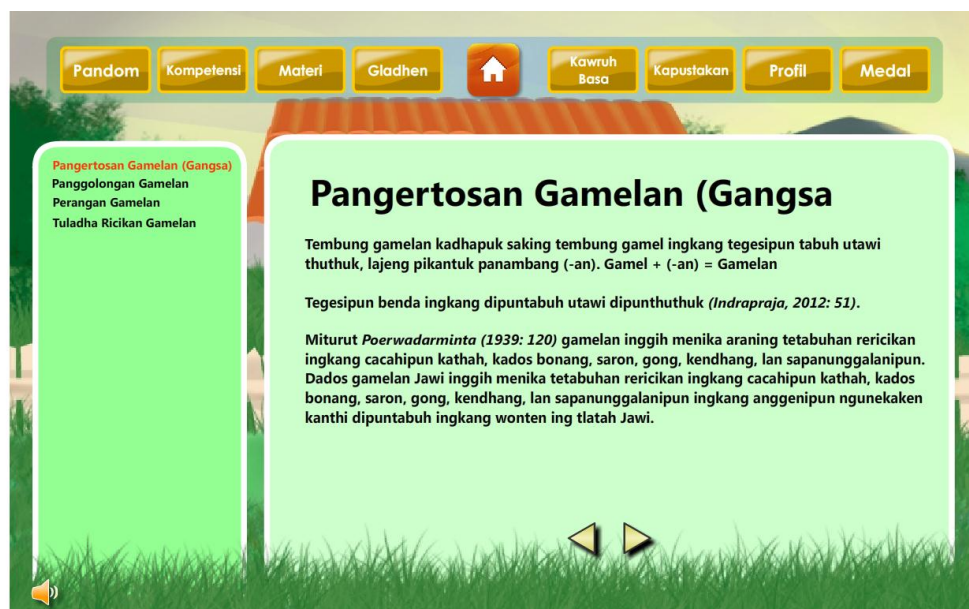 Pandom
Kompetensi
Materi
Gladhen
Kawruh
Basa
Kapustakan
Profil
Medal
Pangertosan Gamelan (Gangsa)
Panggolongan Gamelan
Perangan Gamelan
Tuladha Ricikan Gamelan
Pangertosan Gamelan (Gangsa
Tembung gamelan kadhapuk saking tembung gamel ingkang tegesipun tabuh utawi
thuthuk, lajeng pikantuk panambang (-an). Gamel + (-an) = Gamelan
Tegesipun benda ingkang dipuntabuh utawi dipunthuthuk (Indrapraja, 2012: 51).
Miturut Poerwadarminta (1939: 120) gamelan inggih menika araning tetabuhan rericikan
ingkang cacahipun kathah, kados bonang, saron, gong, kendhang, lan sapanunggalanipun.
Dados gamelan Jawi inggih menika tetabuhan rericikan ingkang cacahipun kathah, kados
bonang, saron, gong, kendhang, lan sapanunggalanipun ingkang anggenipun ngunekaken
kanthi dipuntabuh ingkang wonten ing tlatah Jawi.